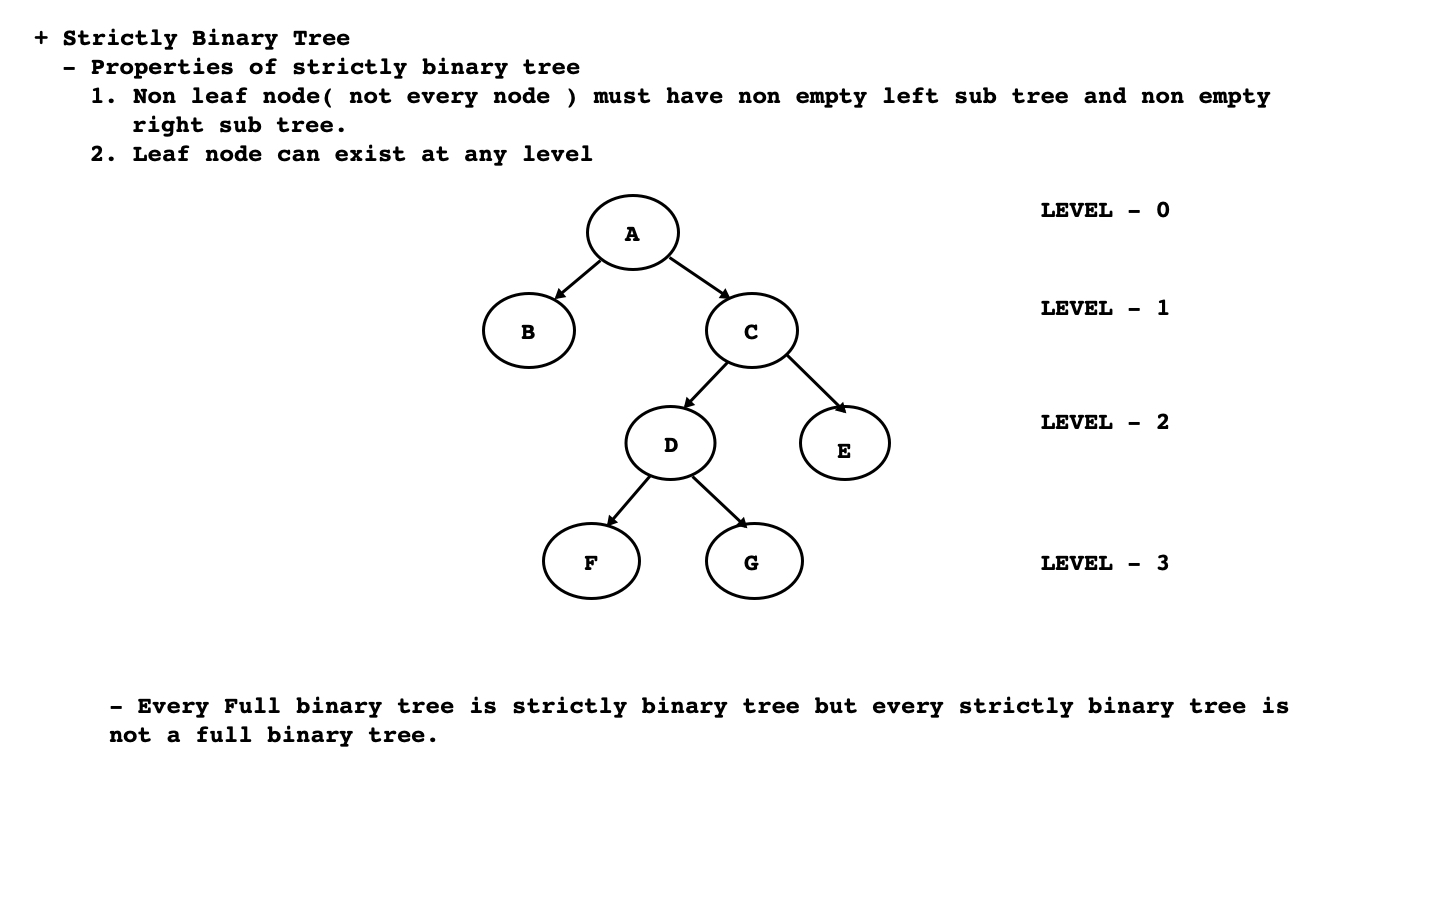 + Strictly Binary Tree
- Properties of strictly binary tree
1. Non leaf node( not every node ) must have non empty left sub tree and non empty
right sub tree.
2. Leaf node can exist at any level
LEVEL - 0
A
LEVEL - 1
B C
LEVEL - 2
D E
F G LEVEL - 3
- Every Full binary tree is strictly binary tree but every strictly binary tree is
not a full binary tree.